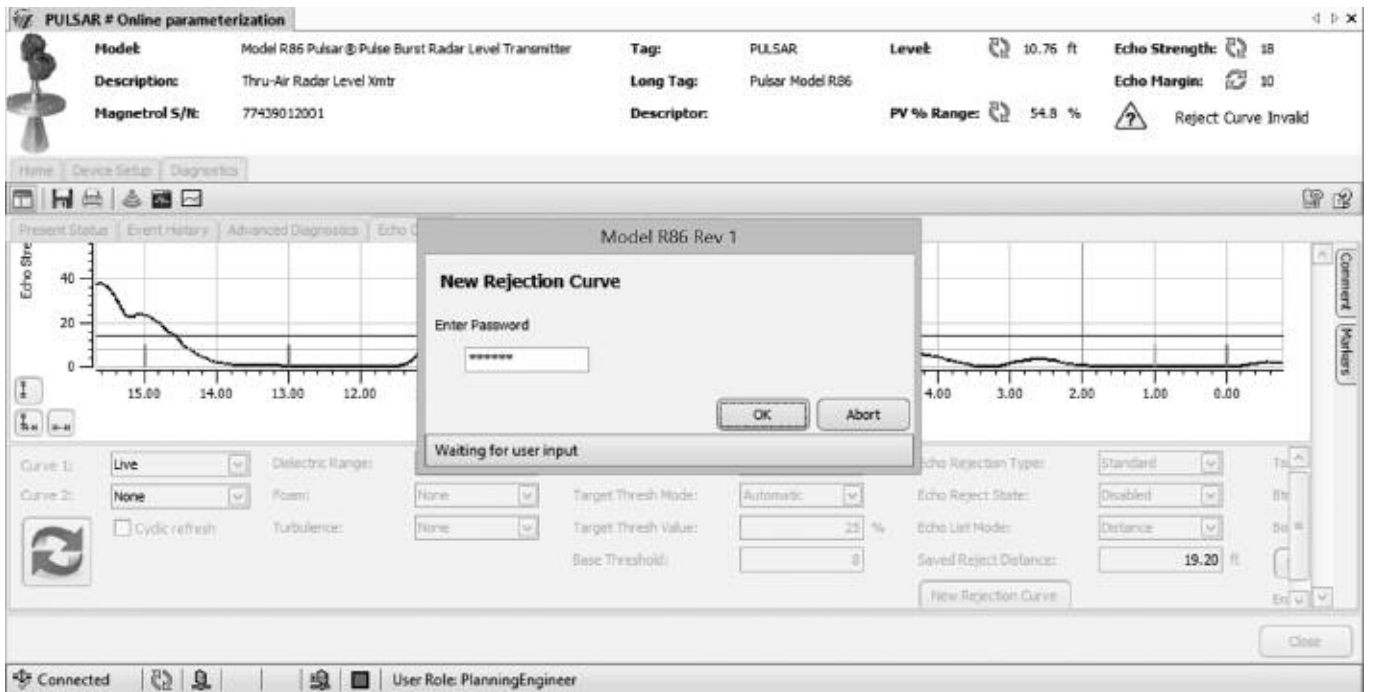 PULSAR # Online parameterization
Model: Model R86 Pulsar® Pulse Burst Radar Level Transmitter Tag: PULSAR Level: 10.76 ft Echo Strength: 18
Description: Thru-Air Radar Level Xmtr Long Tag: Pulsar Model R86 Echo Margin: 10
Magnetrol S/N: 77439012001 Descriptor: PV % Range: 54.8 % Reject Curve Invalid
Home Device Setup Diagnostics
Present Status Event History Advanced Diagnostics Echo
Model R86 Rev 1
New Rejection Curve
Enter Password
******
OK Abort
Waiting for user input
Echo Stre
40
20
0
15.00 14.00 13.00 12.00 4.00 3.00 2.00 1.00 0.00
Comment
Markers
Curve 1: Live Dielectric Range: Echo Rejection Type: Standard
Curve 2: None Foam: None Target Thresh Mode: Automatic Echo Reject State: Disabled
Cyclic refresh Turbulence: None Target Thresh Value: 25 % Echo List Mode: Distance
Base Threshold: 8 Saved Reject Distance: 19.20 ft
New Rejection Curve
Close
Connected User Role: PlanningEngineer